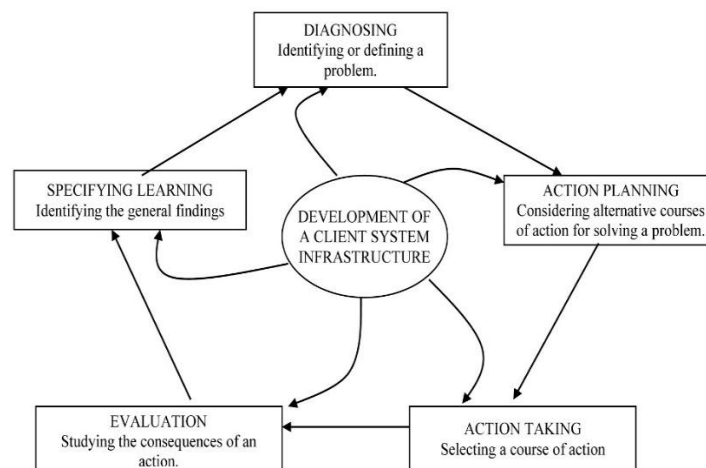 DIAGNOSING
Identifying or defining a
problem.
SPECIFYING LEARNING
Identifying the general findings
DEVELOPMENT OF
A CLIENT SYSTEM
INFRASTRUCTURE
ACTION PLANNING
Considering alternative courses
of action for solving a problem.
EVALUATION
Studying the consequences of an
action.
ACTION TAKING
Selecting a course of action